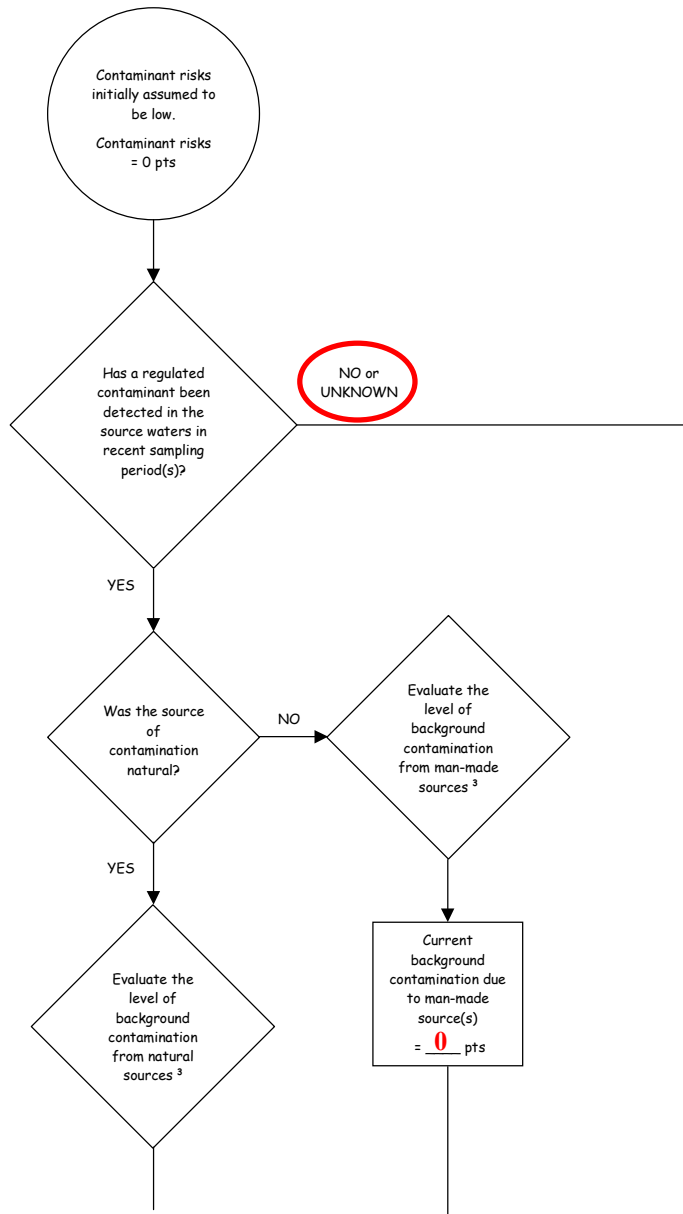 Contaminant risks
initially assumed to
be low.
Contaminant risks
= 0 pts
Has a regulated
contaminant been
detected in the
source waters in
recent sampling
period(s)?
NO or
UNKNOWN
YES
Was the source
of
contamination
natural?
NO
Evaluate the
level of
background
contamination
from man-made
sources ³
YES
Evaluate the
level of
background
contamination
from natural
sources ³
Current
background
contamination due
to man-made
source(s)
= __0__ pts